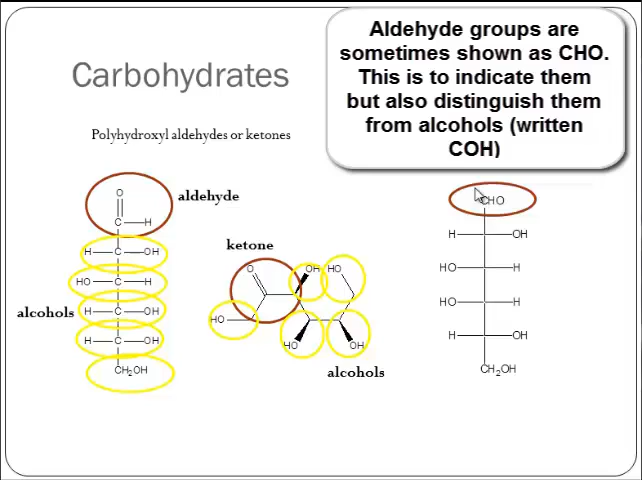 Aldehyde groups are
sometimes shown as CHO.
This is to indicate them
but also distinguish them
from alcohols (written
COH)
Carbohydrates
Polyhydroxyl aldehydes or ketones
O
aldehyde
C H
H C OH
HO C H
alcohols
H C OH
H C OH
CH2OH
ketone
O OH HO
HO
HO OH
alcohols
CHO
H OH
HO H
HO H
H OH
CH2OH